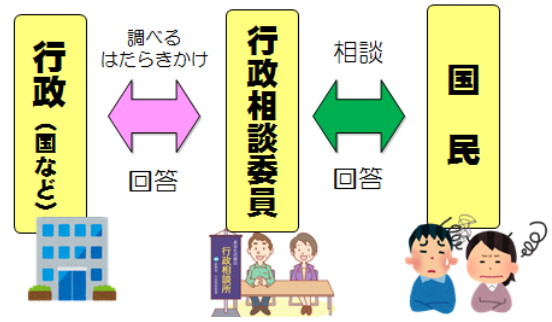 行政（国など）
調べる
はたらきかけ
回答
行政相談委員
相談
回答
国民
行政相談所